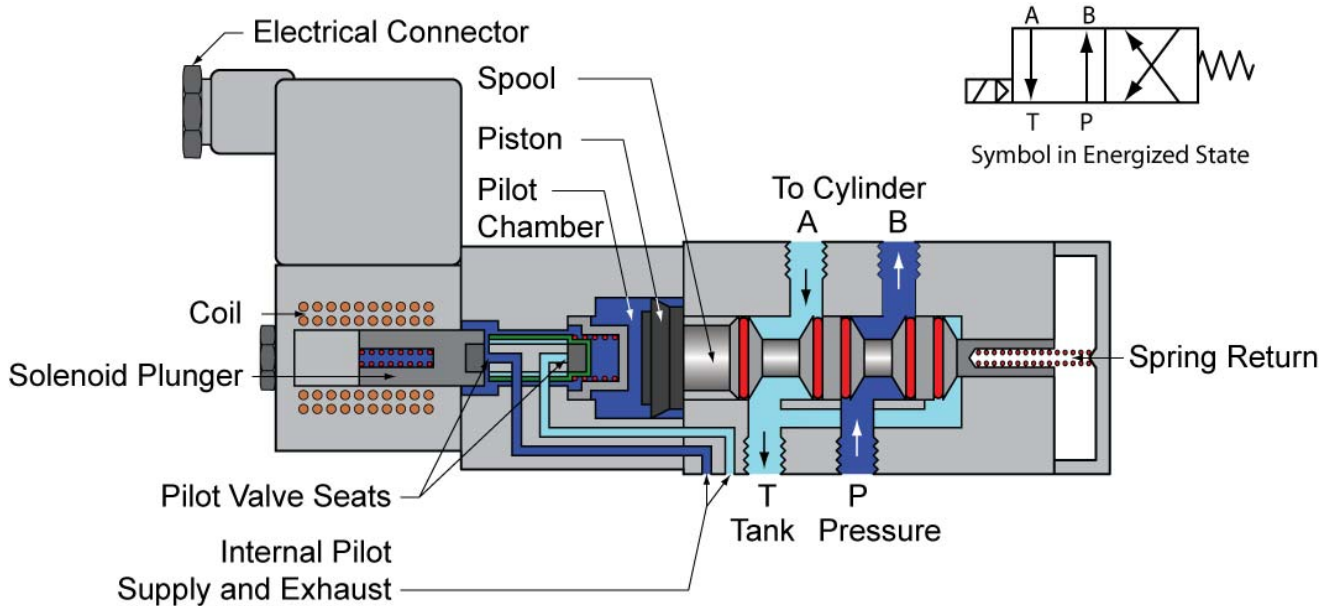 Electrical Connector
Spool
Piston
Pilot
Chamber
Coil
Solenoid Plunger
Pilot Valve Seats
Internal Pilot
Supply and Exhaust
To Cylinder
A B
Spring Return
T P
Tank Pressure
A B
T P
Symbol in Energized State